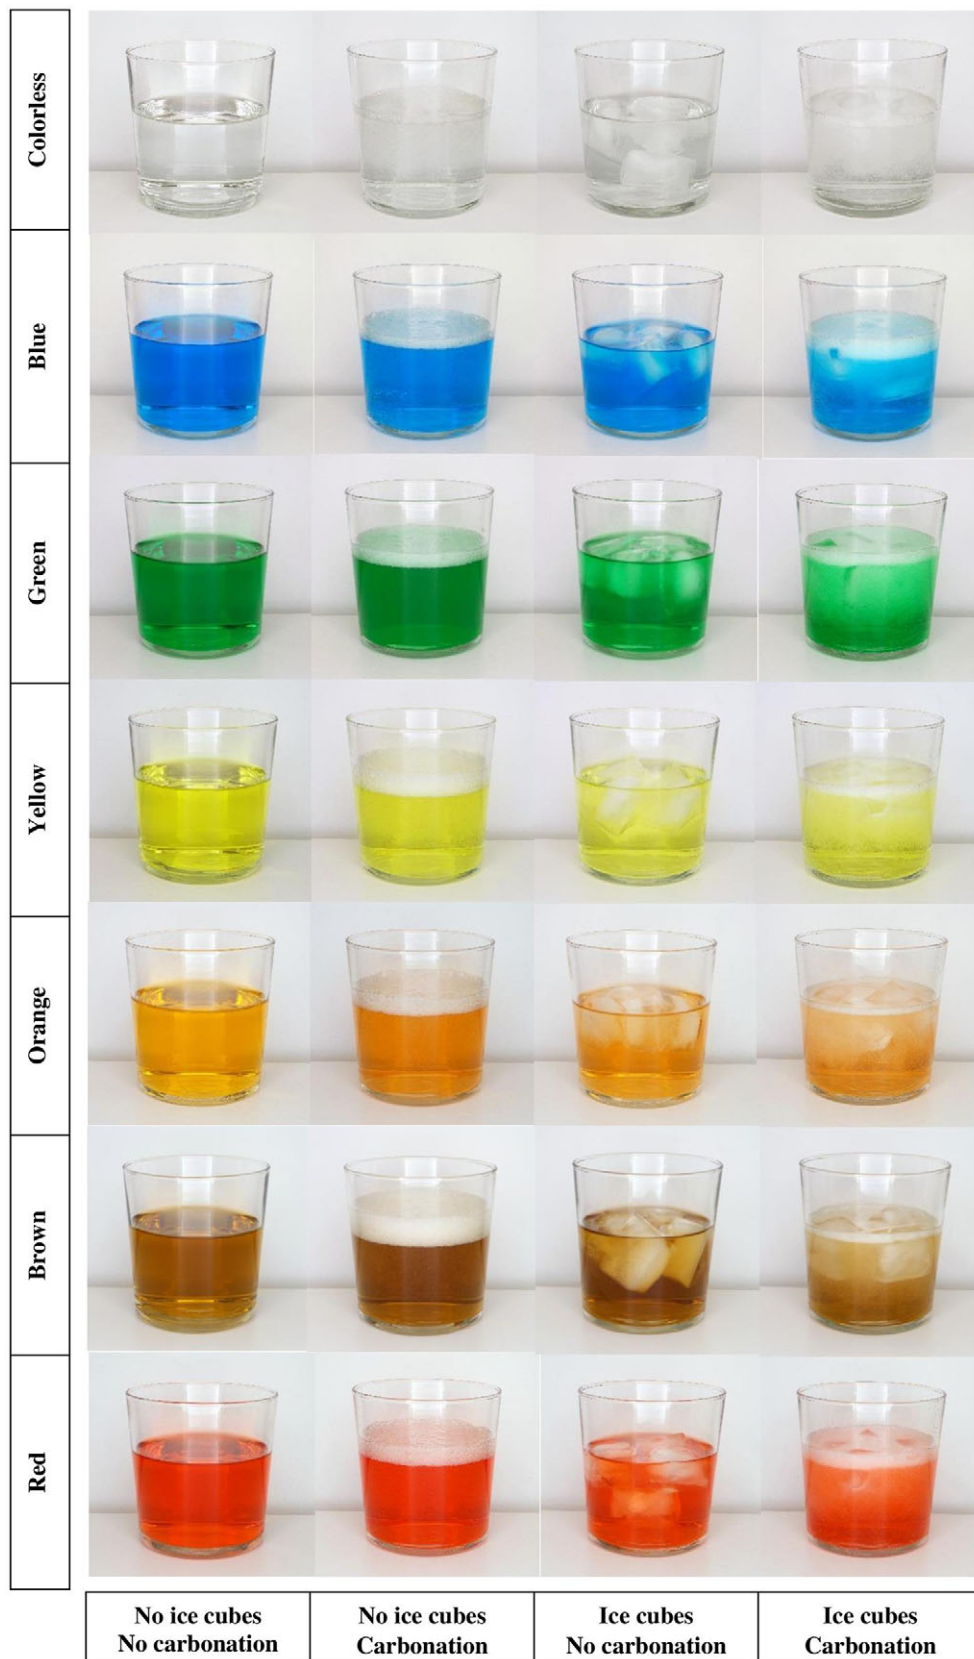 Colorless
Blue
Green
Yellow
Orange
Brown
Red
No ice cubes
No carbonation
No ice cubes
Carbonation
Ice cubes
No carbonation
Ice cubes
Carbonation